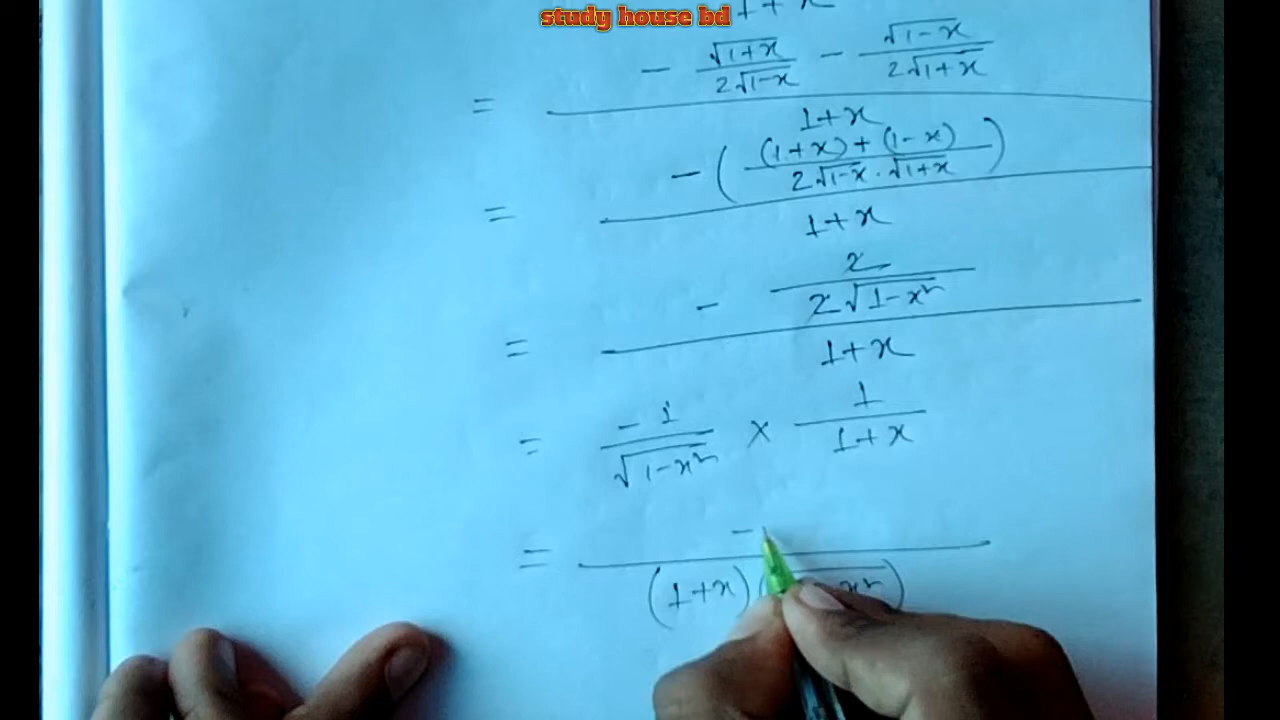 study house bd
1 + x
- √1+x / 2√1-x - √1-x / 2√1+x
=
1+x
- ( (1+x) + (1-x) / 2√1-x . √1+x )
=
1+x
- 2 / 2√1-x²
=
1+x
= -1 / √1-x² × 1 / 1+x
= - / (1+x) ( x²)